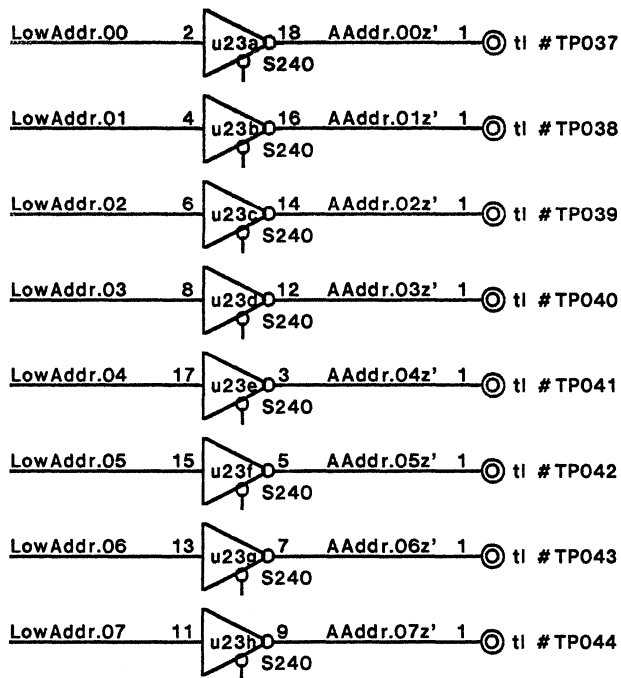 LowAddr.00 2 u23a 18 AAddr.00z' 1 tl #TP037
S240
LowAddr.01 4 u23b 16 AAddr.01z' 1 tl #TP038
S240
LowAddr.02 6 u23c 14 AAddr.02z' 1 tl #TP039
S240
LowAddr.03 8 u23d 12 AAddr.03z' 1 tl #TP040
S240
LowAddr.04 17 u23e 3 AAddr.04z' 1 tl #TP041
S240
LowAddr.05 15 u23f 5 AAddr.05z' 1 tl #TP042
S240
LowAddr.06 13 u23g 7 AAddr.06z' 1 tl #TP043
S240
LowAddr.07 11 u23h 9 AAddr.07z' 1 tl #TP044
S240